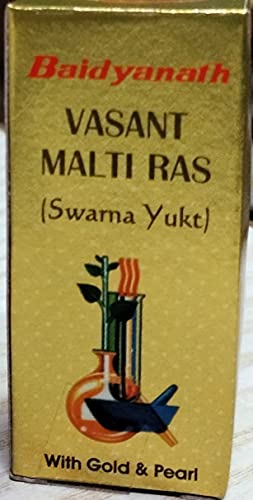 Baidyanath
VASANT
MALTI RAS
(Swarna Yukt)
With Gold & Pearl